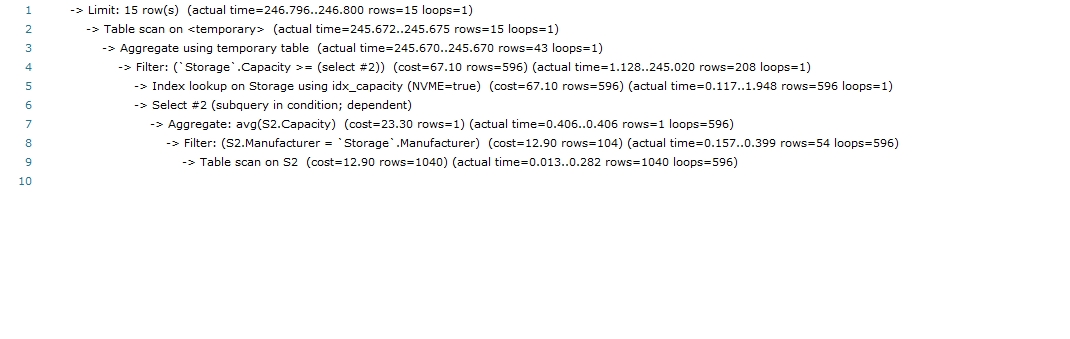 1 -> Limit: 15 row(s) (actual time=246.796..246.800 rows=15 loops=1)
2 -> Table scan on <temporary> (actual time=245.672..245.675 rows=15 loops=1)
3 -> Aggregate using temporary table (actual time=245.670..245.670 rows=43 loops=1)
4 -> Filter: (`Storage`.Capacity >= (select #2)) (cost=67.10 rows=596) (actual time=1.128..245.020 rows=208 loops=1)
5 -> Index lookup on Storage using idx_capacity (NVME=true) (cost=67.10 rows=596) (actual time=0.117..1.948 rows=596 loops=1)
6 -> Select #2 (subquery in condition; dependent)
7 -> Aggregate: avg(S2.Capacity) (cost=23.30 rows=1) (actual time=0.406..0.406 rows=1 loops=596)
8 -> Filter: (S2.Manufacturer = `Storage`.Manufacturer) (cost=12.90 rows=104) (actual time=0.157..0.399 rows=54 loops=596)
9 -> Table scan on S2 (cost=12.90 rows=1040) (actual time=0.013..0.282 rows=1040 loops=596)
10